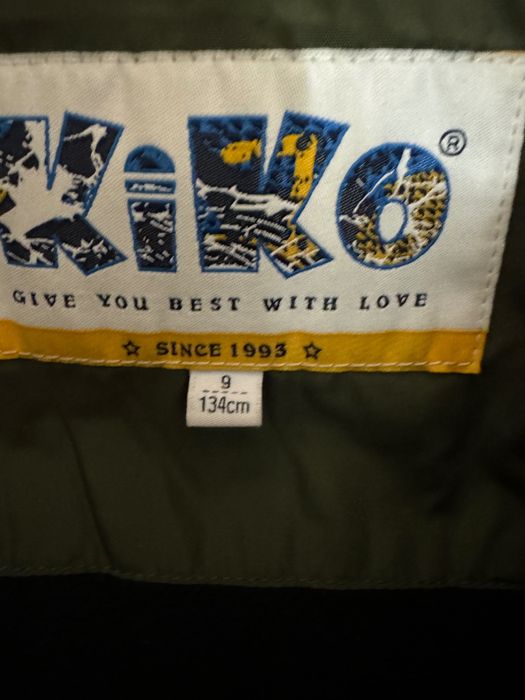 KiKo ®
GIVE YOU BEST WITH LOVE
☆ SINCE 1993 ☆
9
134cm